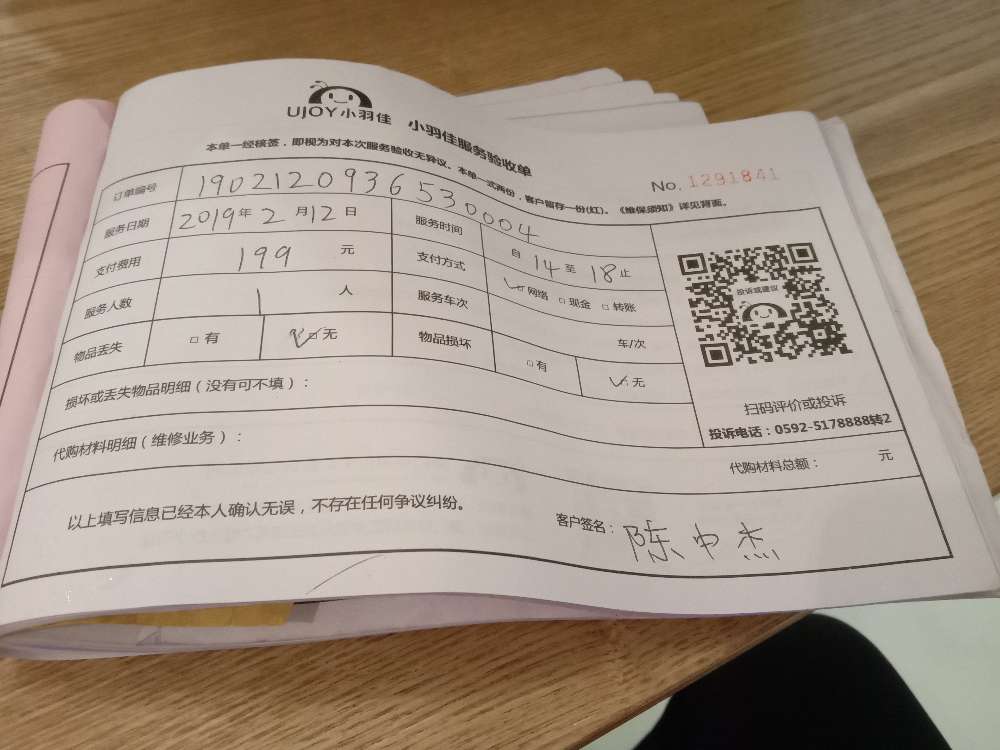 UJOY小羽佳 小羽佳服务验收单
本单一经核签，即视为对本次服务验收无异议。本单一式两份，客户留存一份(红)。《维保须知》详见背面。
No. 1291841
订单编号 190212093653 0004
服务日期 2019年2月12日 服务时间 自14至18止
支付费用 199 元 支付方式 网络 现金 转账
服务人数 1 人 服务车次 车/次
物品丢失 有 无 物品损坏 有 无
投诉或建议
扫码评价或投诉
投诉电话：0592-5178888转2
损坏或丢失物品明细（没有可不填）：
代购材料明细（维修业务）：
代购材料总额： 元
以上填写信息已经本人确认无误，不存在任何争议纠纷。
客户签名：陈中杰